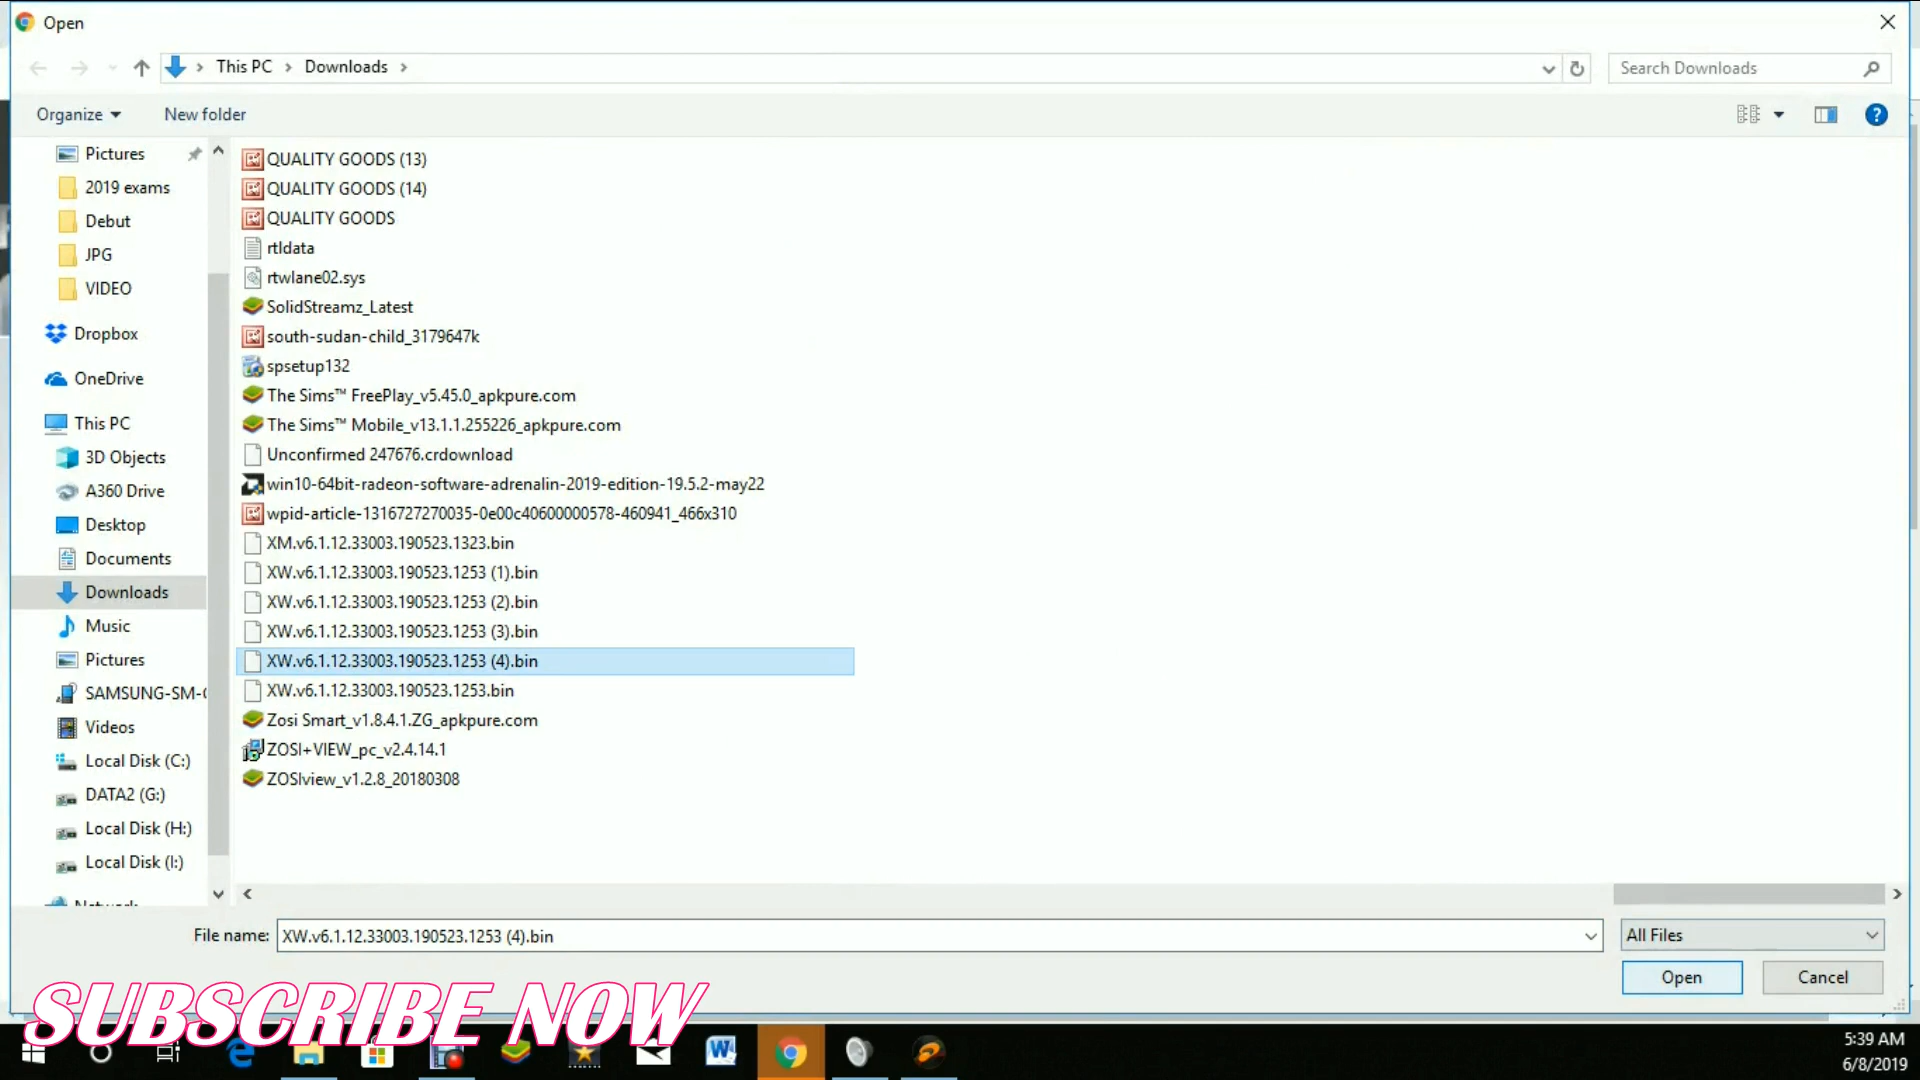 Open
This PC > Downloads >
Search Downloads
Organize
New folder
Pictures
2019 exams
Debut
JPG
VIDEO
Dropbox
OneDrive
This PC
3D Objects
A360 Drive
Desktop
Documents
Downloads
Music
Pictures
SAMSUNG-SM-
Videos
Local Disk (C:)
DATA2 (G:)
Local Disk (H:)
Local Disk (I:)
QUALITY GOODS (13)
QUALITY GOODS (14)
QUALITY GOODS
rtldata
rtwlane02.sys
SolidStreamz_Latest
south-sudan-child_3179647k
spsetup132
The Sims™ FreePlay_v5.45.0_apkpure.com
The Sims™ Mobile_v13.1.1.255226_apkpure.com
Unconfirmed 247676.crdownload
win10-64bit-radeon-software-adrenalin-2019-edition-19.5.2-may22
wpid-article-1316727270035-0e00c40600000578-460941_466x310
XM.v6.1.12.33003.190523.1323.bin
XW.v6.1.12.33003.190523.1253 (1).bin
XW.v6.1.12.33003.190523.1253 (2).bin
XW.v6.1.12.33003.190523.1253 (3).bin
XW.v6.1.12.33003.190523.1253 (4).bin
XW.v6.1.12.33003.190523.1253.bin
Zosi Smart_v1.8.4.1.ZG_apkpure.com
ZOSI+VIEW_pc_v2.4.14.1
ZOSIview_v1.2.8_20180308
File name: XW.v6.1.12.33003.190523.1253 (4).bin
All Files
Open
Cancel
SUBSCRIBE NOW
5:39 AM
6/8/2019